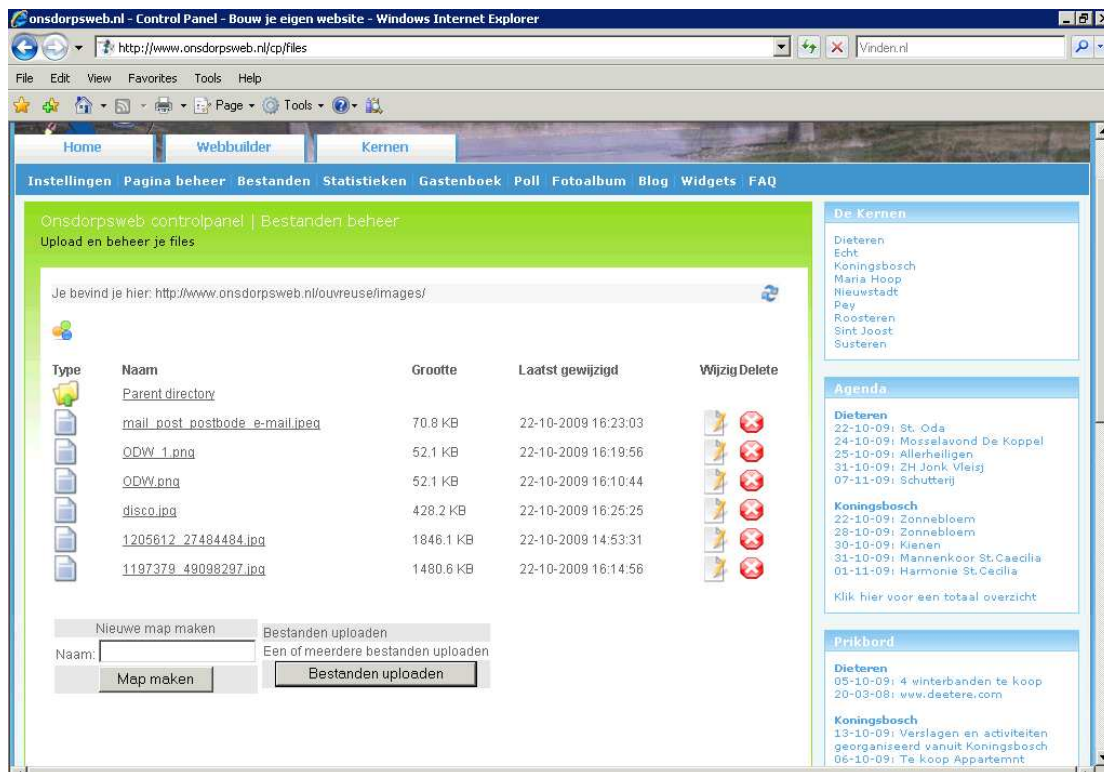 onsdorpsweb.nl - Control Panel - Bouw je eigen website - Windows Internet Explorer
http://www.onsdorpsweb.nl/cp/files
Vinden.nl
File Edit View Favorites Tools Help
Page Tools
Home Webbuilder Kernen
Instellingen Pagina beheer Bestanden Statistieken Gastenboek Poll Fotoalbum Blog Widgets FAQ
Onsdorpsweb controlpanel | Bestanden beheer
Upload en beheer je files
Je bevind je hier: http://www.onsdorpsweb.nl/ouvreuse/images/
Type Naam Grootte Laatst gewijzigd Wijzig Delete
Parent directory
mail_post_postbode_e-mail.jpeg 70.8 KB 22-10-2009 16:23:03
ODW_1.png 52.1 KB 22-10-2009 16:19:56
ODW.png 52.1 KB 22-10-2009 16:10:44
disco.jpg 428.2 KB 22-10-2009 16:25:25
1205612_27484484.jpg 1846.1 KB 22-10-2009 14:53:31
1197379_49098297.jpg 1480.6 KB 22-10-2009 16:14:56
Nieuwe map maken
Naam:
Map maken
Bestanden uploaden
Een of meerdere bestanden uploaden
Bestanden uploaden
De Kernen
Dieteren
Echt
Koningsbosch
Maria Hoop
Nieuwstadt
Pey
Roosteren
Sint Joost
Susteren
Agenda
Dieteren
22-10-09: St. Oda
24-10-09: Mosselavond De Koppel
25-10-09: Allerheiligen
31-10-09: ZH Jonk Vleisj
07-11-09: Schutterij
Koningsbosch
22-10-09: Zonnebloem
28-10-09: Zonnebloem
30-10-09: Kienen
31-10-09: Mannenkoor St.Caecilia
01-11-09: Harmonie St.Cecilia
Klik hier voor een totaal overzicht
Prikbord
Dieteren
05-10-09: 4 winterbanden te koop
20-03-08: www.deetere.com
Koningsbosch
13-10-09: Verslagen en activiteiten
georganiseerd vanuit Koningsbosch
06-10-09: Te koop Appartemnt